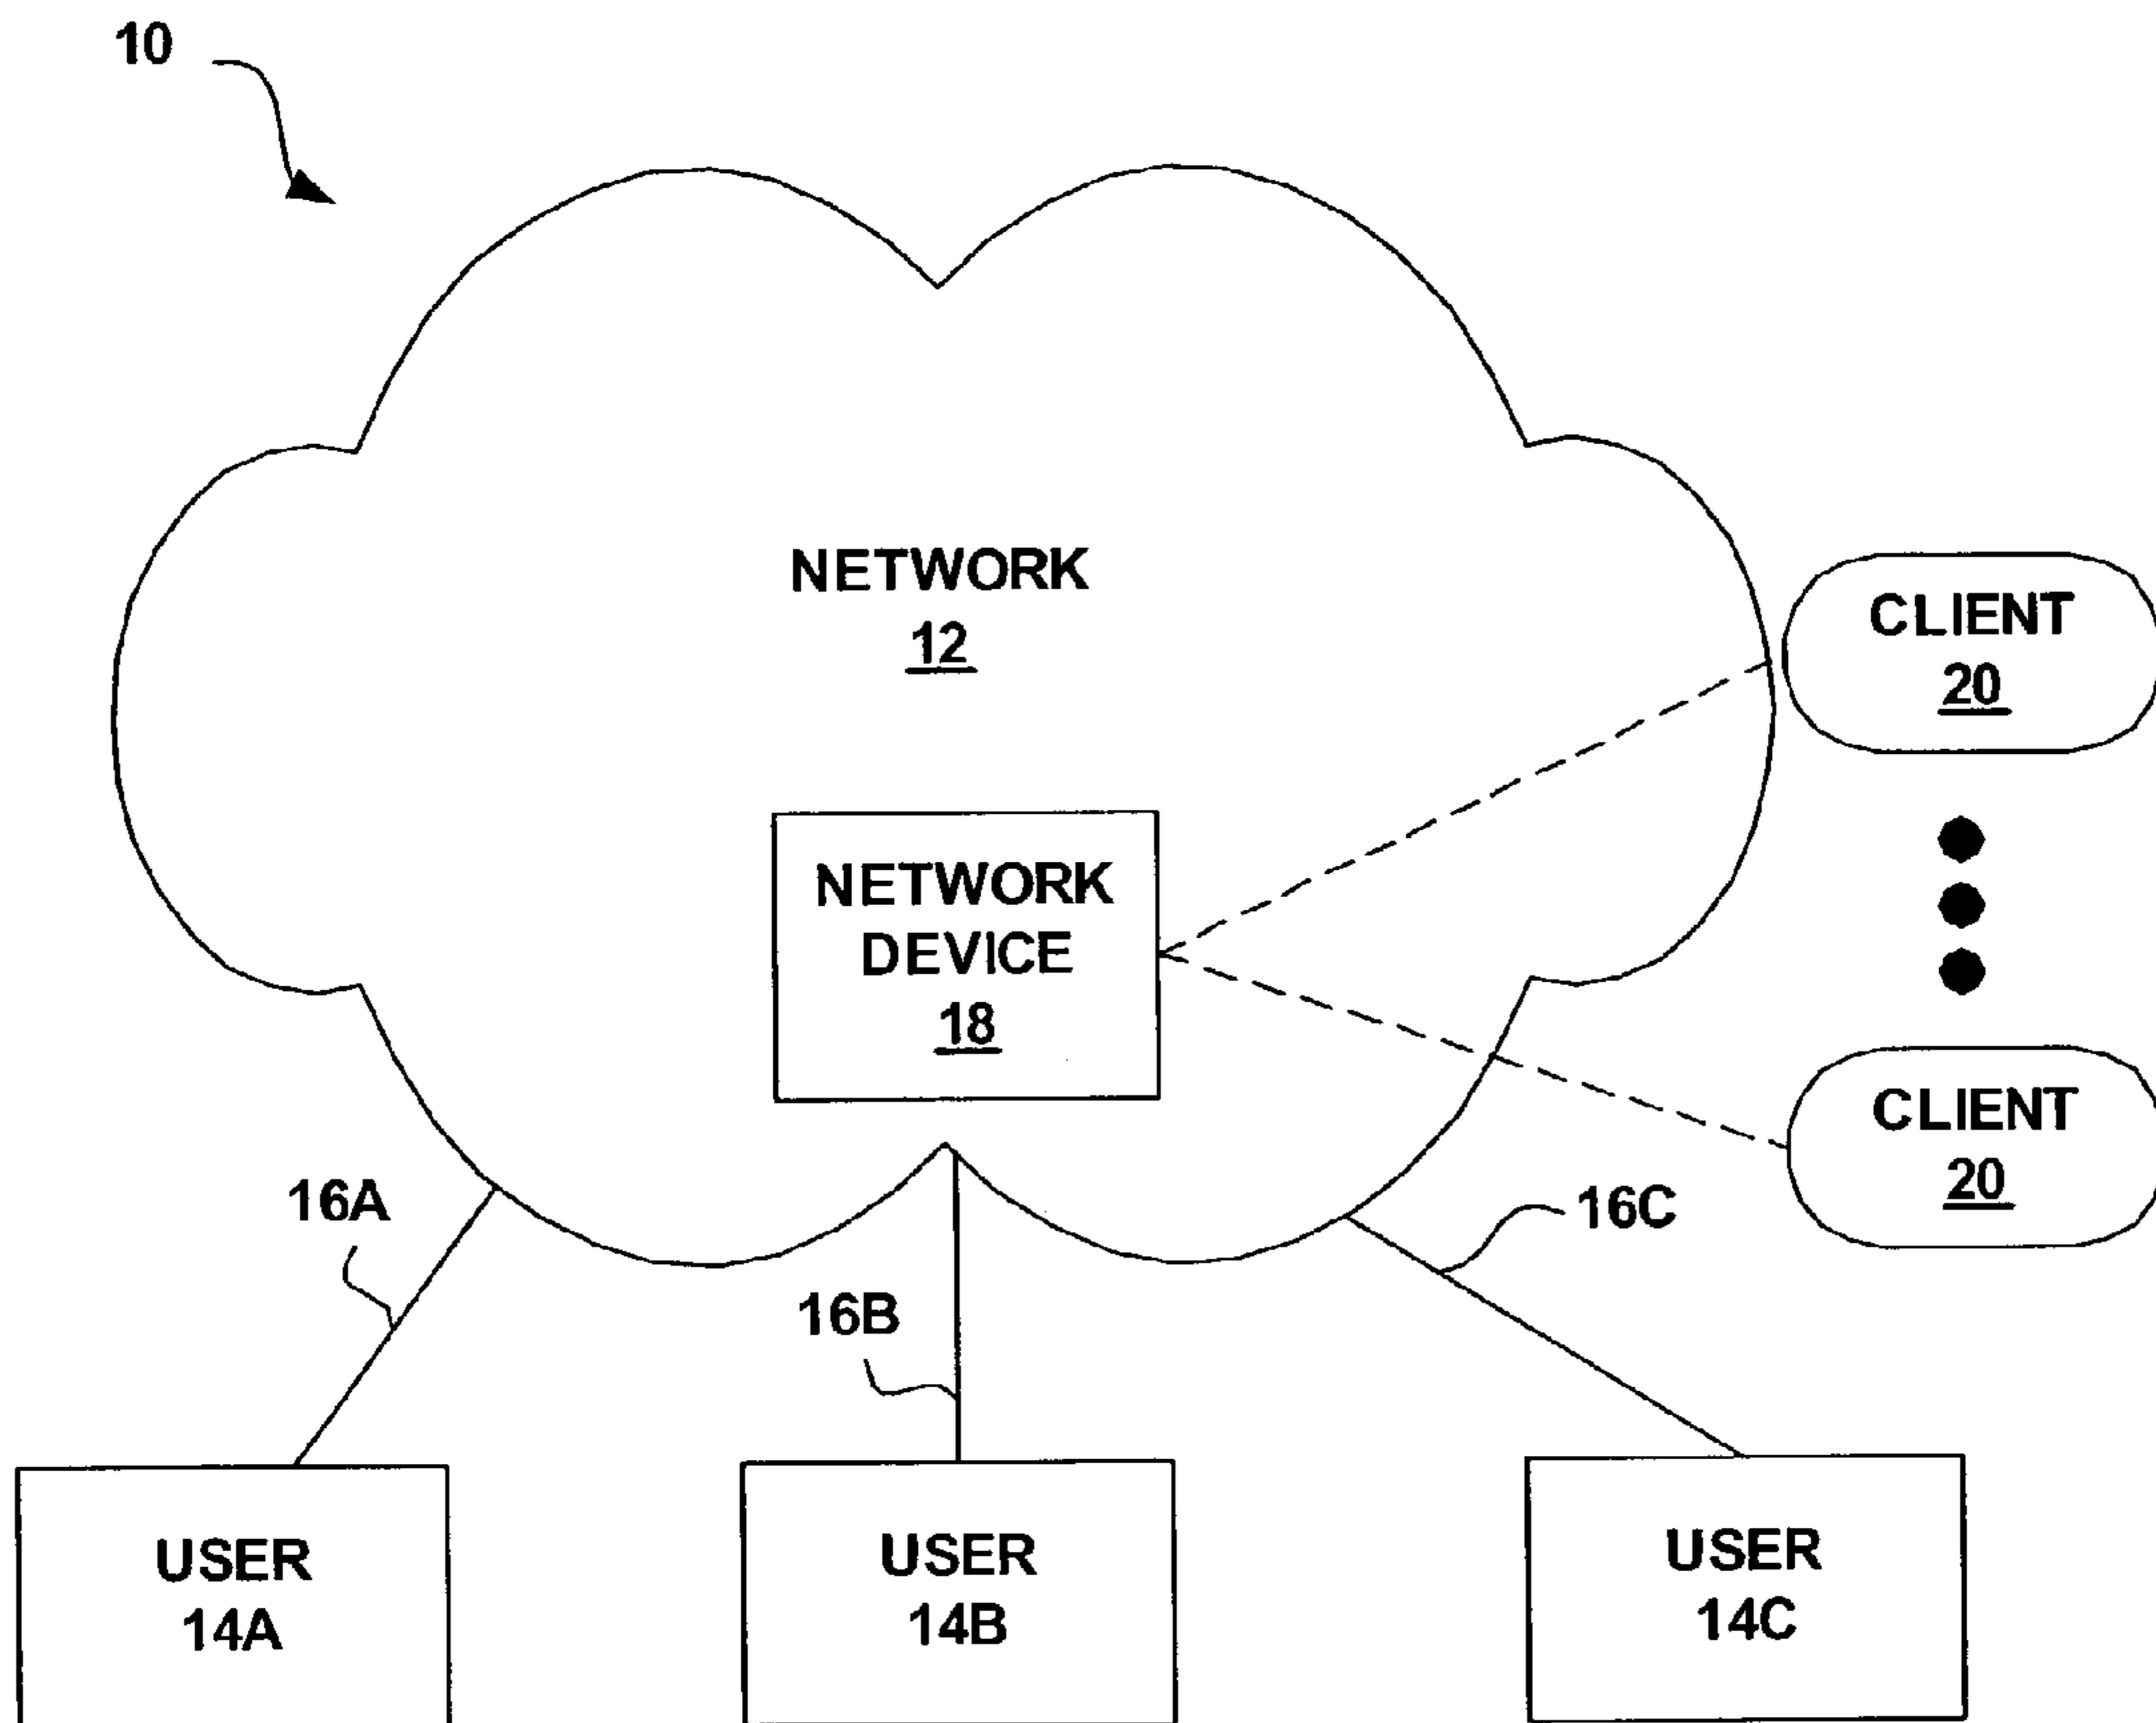 10
NETWORK
12
CLIENT
20
NETWORK
DEVICE
18
CLIENT
20
16A
16C
16B
USER
14A
USER
14B
USER
14C